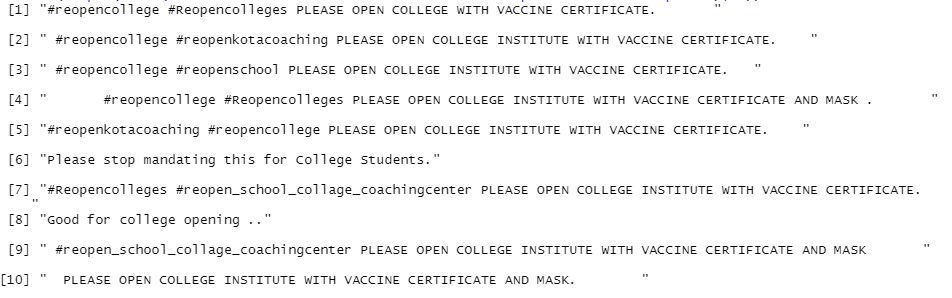 [1] "#reopencollege #Reopencolleges PLEASE OPEN COLLEGE WITH VACCINE CERTIFICATE. "
[2] " #reopencollege #reopenkotacoaching PLEASE OPEN COLLEGE INSTITUTE WITH VACCINE CERTIFICATE. "
[3] " #reopencollege #reopenschool PLEASE OPEN COLLEGE INSTITUTE WITH VACCINE CERTIFICATE. "
[4] " #reopencollege #Reopencolleges PLEASE OPEN COLLEGE INSTITUTE WITH VACCINE CERTIFICATE AND MASK . "
[5] "#reopenkotacoaching #reopencollege PLEASE OPEN COLLEGE INSTITUTE WITH VACCINE CERTIFICATE. "
[6] "Please stop mandating this for College Students."
[7] "#Reopencolleges #reopen_school_collage_coachingcenter PLEASE OPEN COLLEGE INSTITUTE WITH VACCINE CERTIFICATE.
"
[8] "Good for college opening .."
[9] " #reopen_school_collage_coachingcenter PLEASE OPEN COLLEGE INSTITUTE WITH VACCINE CERTIFICATE AND MASK "
[10] " PLEASE OPEN COLLEGE INSTITUTE WITH VACCINE CERTIFICATE AND MASK. "